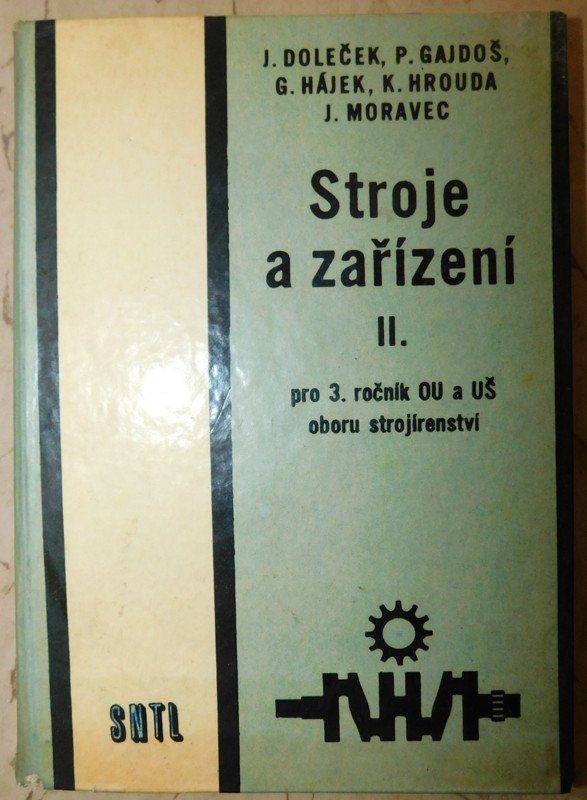 J. DOLEČEK, P. GAJDOŠ,
G. HÁJEK, K. HROUDA
J. MORAVEC
Stroje
a zařízení
II.
pro 3. ročník OU a UŠ
oboru strojírenství
SNTL